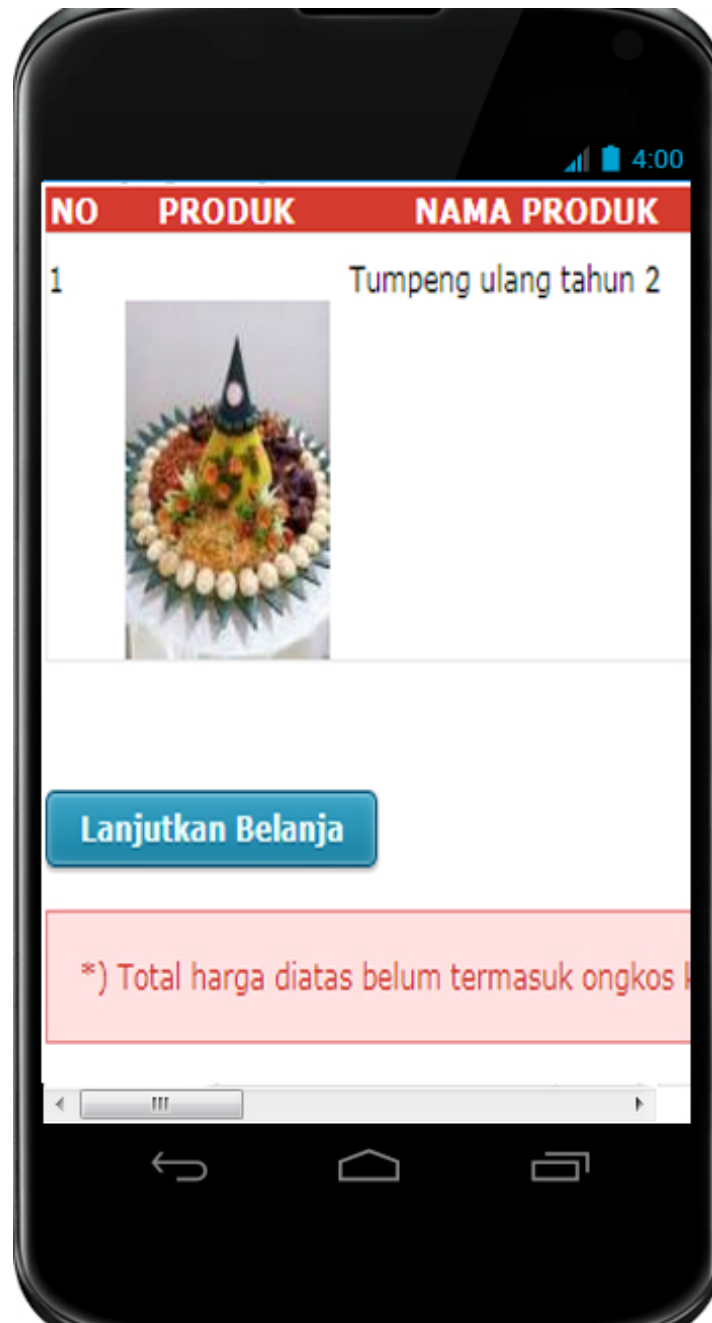 4:00
NO PRODUK NAMA PRODUK
1 Tumpeng ulang tahun 2
Lanjutkan Belanja
*) Total harga diatas belum termasuk ongkos